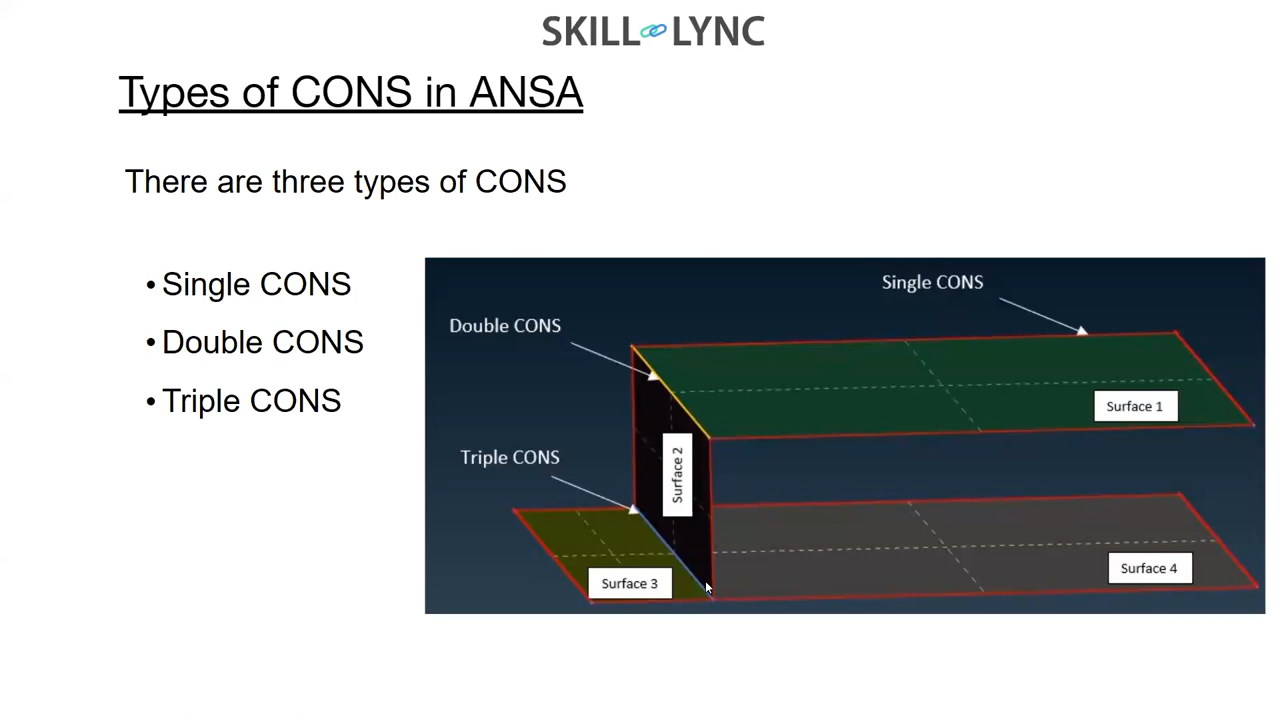 SKILL LYNC
Types of CONS in ANSA
There are three types of CONS
• Single CONS
• Double CONS
• Triple CONS
Single CONS
Double CONS
Surface 1
Triple CONS
Surface 2
Surface 3
Surface 4